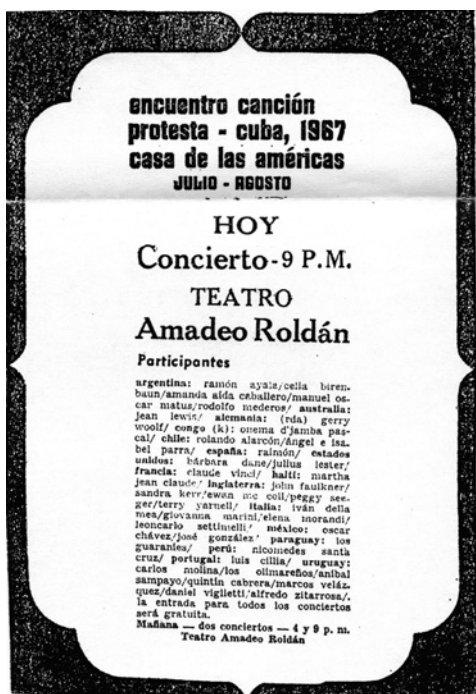 encuentro canción
protesta - cuba, 1967
casa de las américas
JULIO - AGOSTO
HOY
Concierto-9 P.M.
TEATRO
Amadeo Roldán
Participantes
argentina: ramón ayala/celia biren-
baun/amanda aida caballero/manuel os-
car matus/rodolfo mederos/ australia:
jean lewis/ alemania: (rda) gerry
woolf/ congo (k): onema d'jamba pas-
cal/ chile: rolando alarcón/ángel e isa-
bel parra/ españa: raimón/ estados
unidos: bárbara dane/julius lester/
francia: claude vinci/ haití: martha
jean claude/ inglaterra: john faulkner/
sandra kerr/ewan mc coll/peggy see-
ger/terry yarnell/ italia: iván della
mea/giovanna marini/elena morandi/
leoncarlo settimelli/ méxico: oscar
chávez/josé gonzález/ paraguay: los
guaraníes/ perú: nicomedes santa
cruz/ portugal: luis cillia/ uruguay:
carlos molina/los olimareños/aníbal
sampayo/quintín cabrera/marcos veláz-
quez/daniel viglietti/alfredo zitarrosa/.
la entrada para todos los conciertos
será gratuita.
Mañana — dos conciertos — 4 y 9 p. m.
Teatro Amadeo Roldán